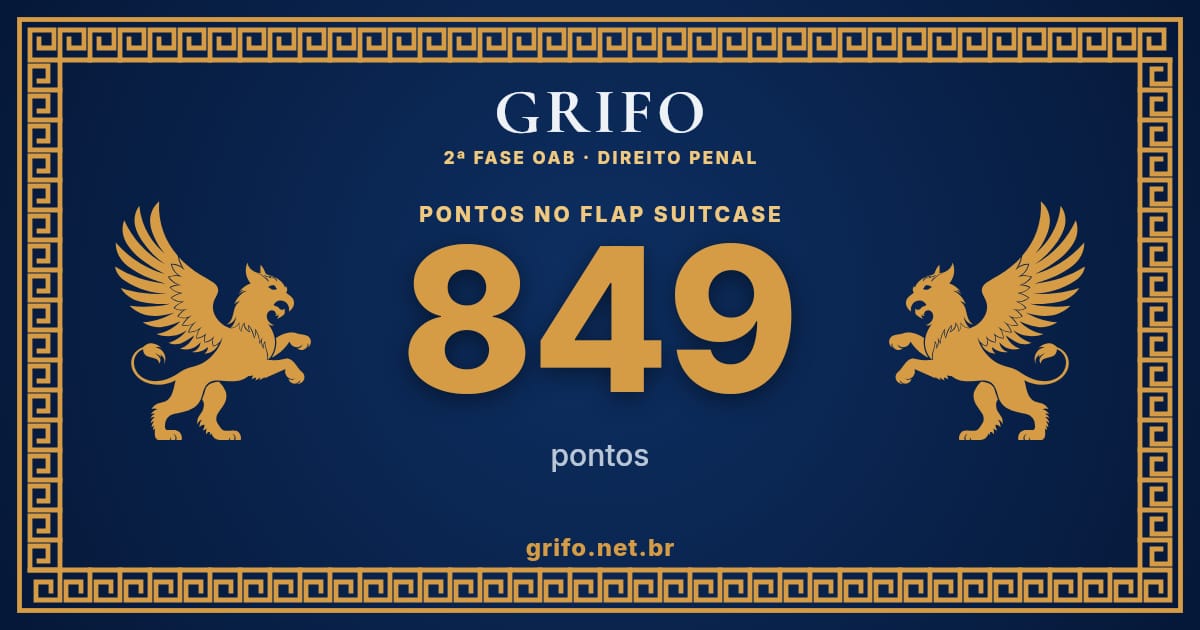 GRIFO
2ª FASE OAB · DIREITO PENAL
PONTOS NO FLAP SUITCASE
849
pontos
grifo.net.br